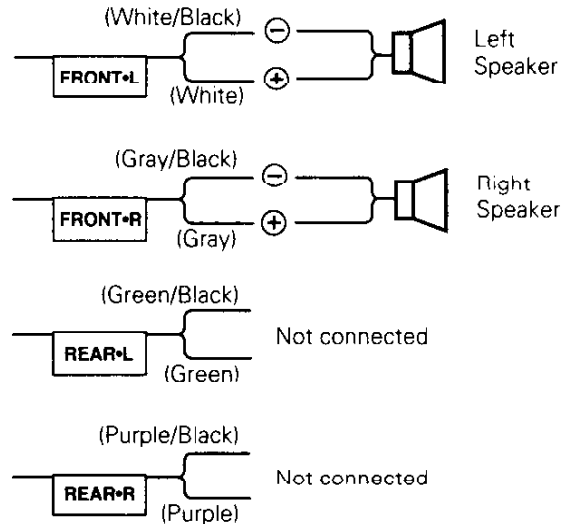 (White/Black)
⊖
Left
Speaker
FRONT•L
⊕
(White)
(Gray/Black)
⊖
Right
Speaker
FRONT•R
⊕
(Gray)
(Green/Black)
Not connected
REAR•L
(Green)
(Purple/Black)
Not connected
REAR•R
(Purple)